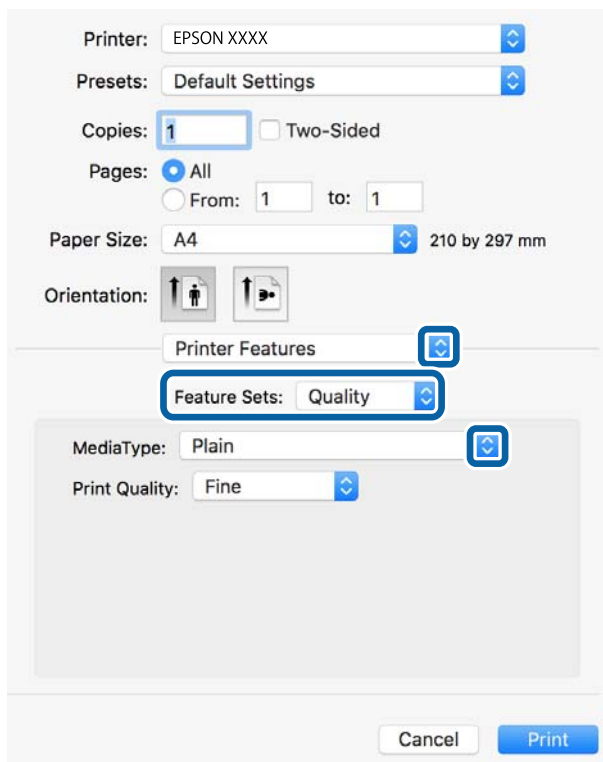 Printer: EPSON XXXX
Presets: Default Settings
Copies: 1 Two-Sided
Pages: All
From: 1 to: 1
Paper Size: A4 210 by 297 mm
Orientation:
Printer Features
Feature Sets: Quality
MediaType: Plain
Print Quality: Fine
Cancel Print